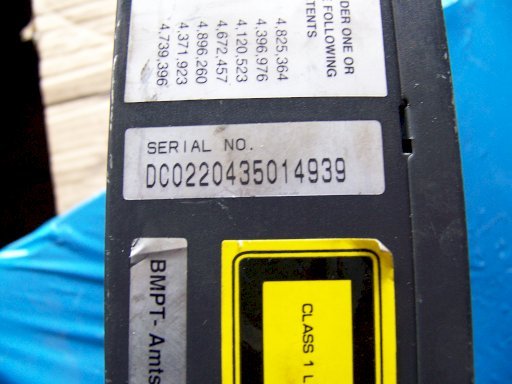 DER ONE OR
FOLLOWING
TENTS
4,825,364
4,396,976
4,120,523
4,672,457
4,896,260
4,371,923
4,739,396
SERIAL NO.
DC0220435014939
BMPT- Amts
CLASS 1 L